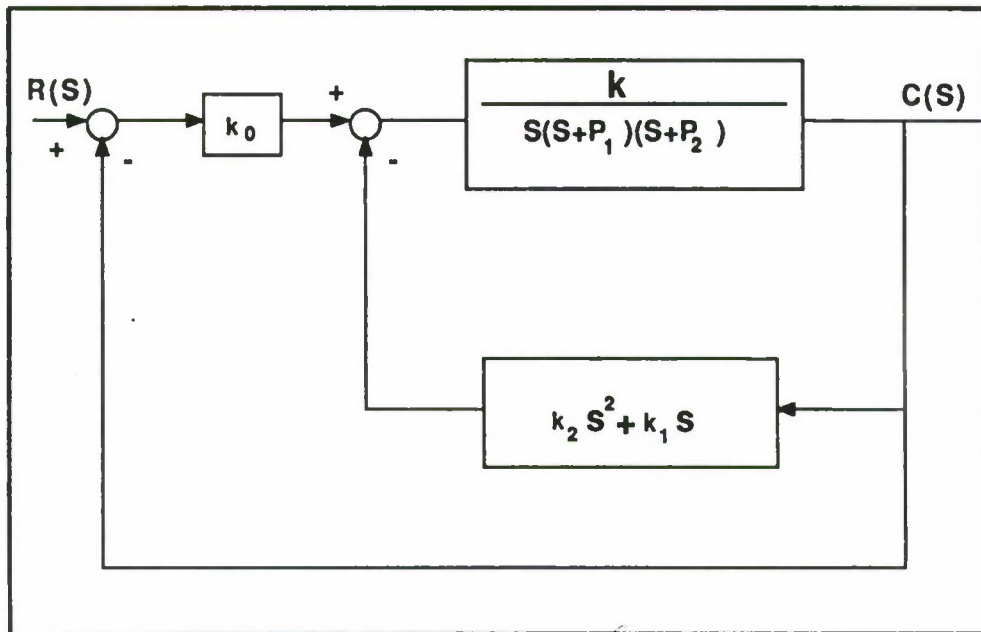 R(S)
+
-
k₀
+
-
k
S(S+P₁)(S+P₂)
C(S)
k₂ S² + k₁ S